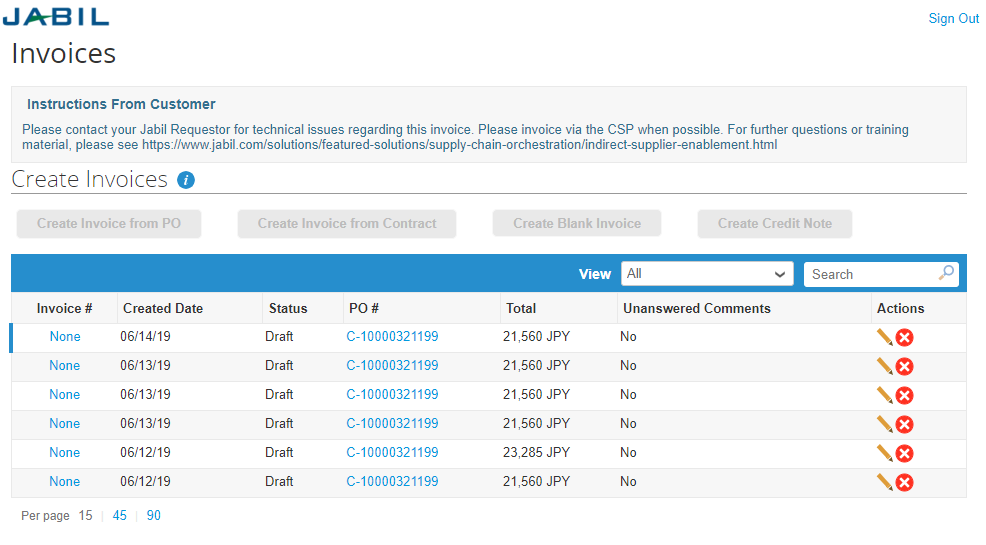 JABIL
Sign Out
Invoices
Instructions From Customer
Please contact your Jabil Requestor for technical issues regarding this invoice. Please invoice via the CSP when possible. For further questions or training
material, please see https://www.jabil.com/solutions/featured-solutions/supply-chain-orchestration/indirect-supplier-enablement.html
Create Invoices i
Create Invoice from PO Create Invoice from Contract Create Blank Invoice Create Credit Note
View All Search
Invoice # Created Date Status PO # Total Unanswered Comments Actions
None 06/14/19 Draft C-10000321199 21,560 JPY No
None 06/13/19 Draft C-10000321199 21,560 JPY No
None 06/13/19 Draft C-10000321199 21,560 JPY No
None 06/13/19 Draft C-10000321199 21,560 JPY No
None 06/12/19 Draft C-10000321199 23,285 JPY No
None 06/12/19 Draft C-10000321199 21,560 JPY No
Per page 15 | 45 | 90